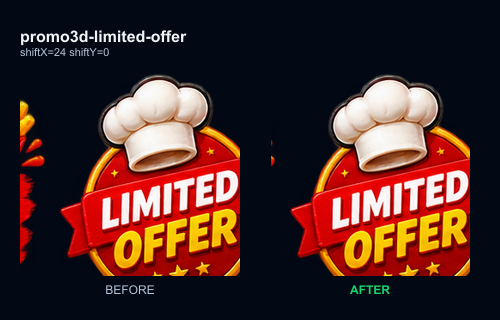 promo3d-limited-offer
shiftX=24 shiftY=0
LIMITED
OFFER
LIMITED
OFFER
BEFORE
AFTER